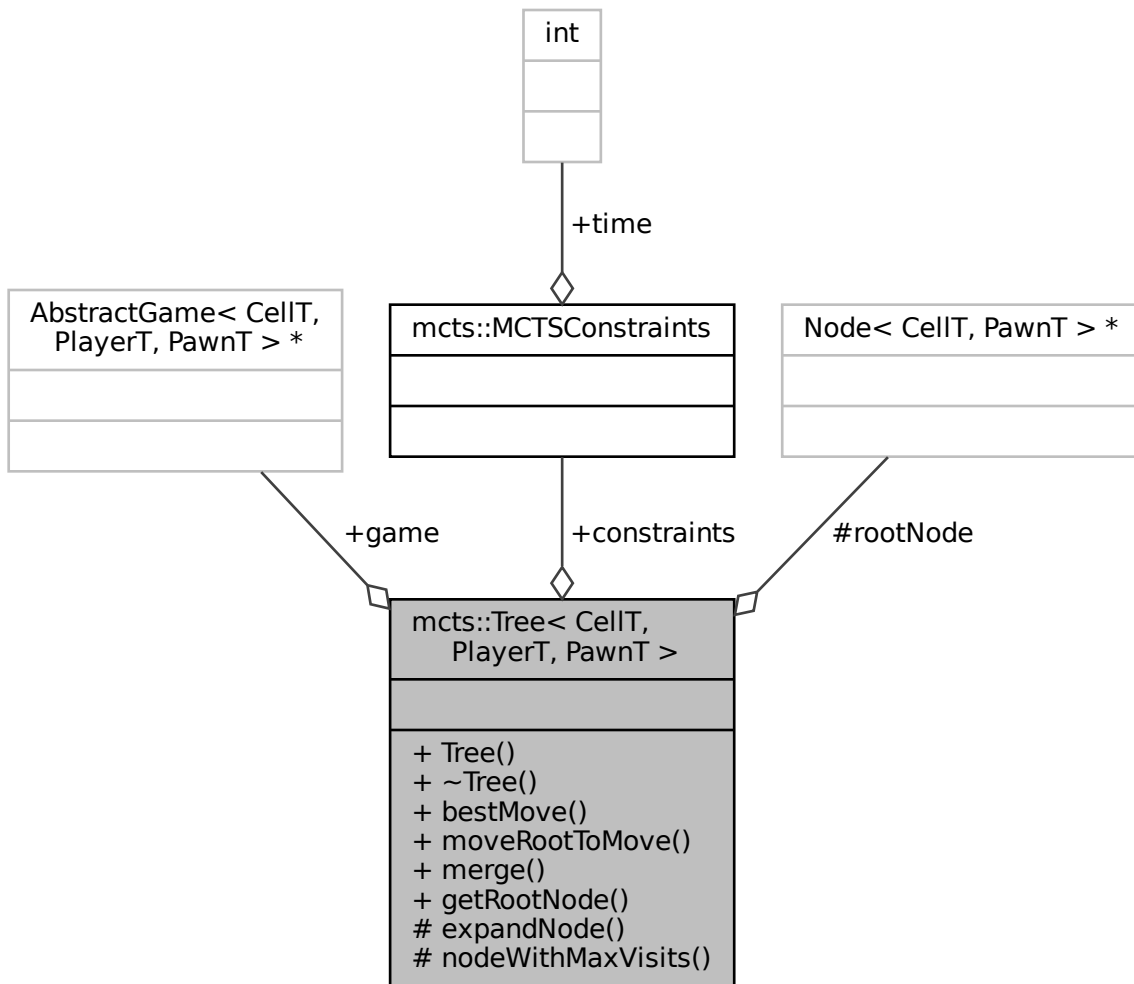 int
+time
AbstractGame< CellT,
PlayerT, PawnT > *
mcts::MCTSConstraints
Node< CellT, PawnT > *
+game
+constraints
#rootNode
mcts::Tree< CellT,
PlayerT, PawnT >
+ Tree()
+ ~Tree()
+ bestMove()
+ moveRootToMove()
+ merge()
+ getRootNode()
# expandNode()
# nodeWithMaxVisits()